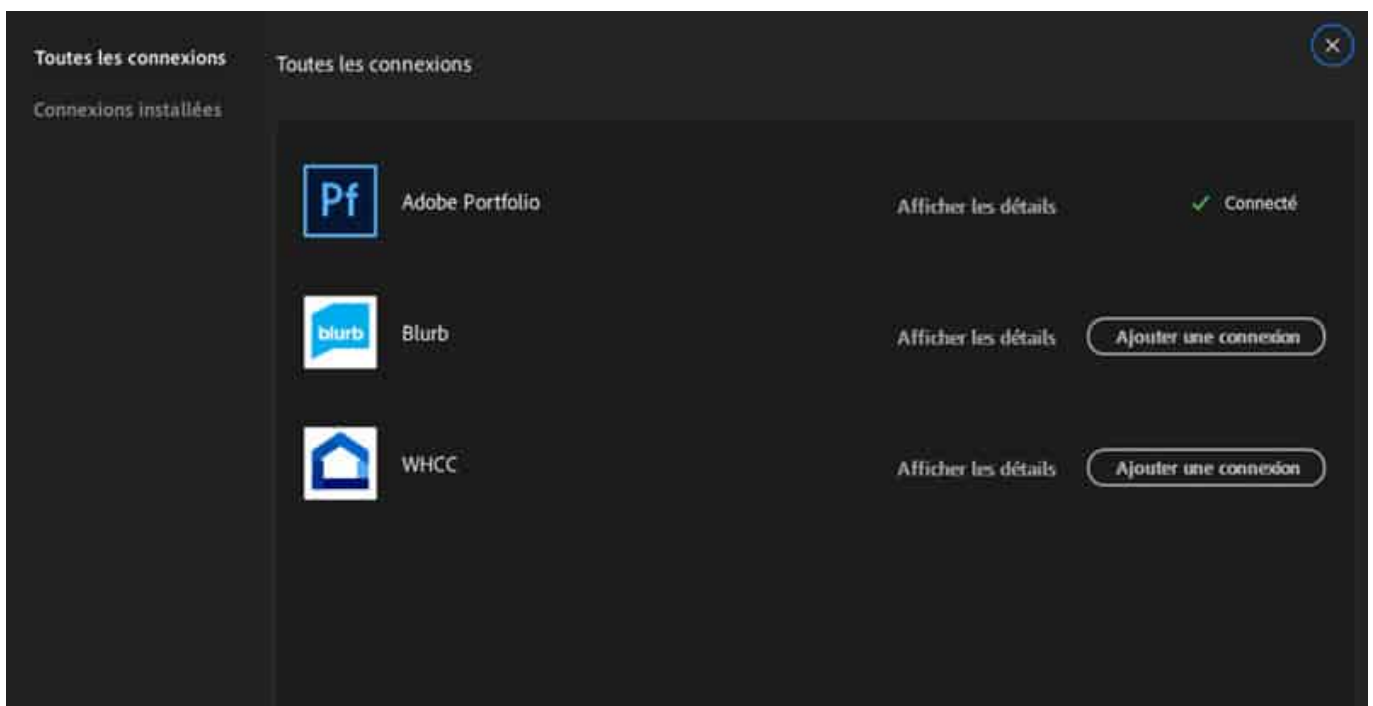 Toutes les connexions
Connexions installées
Toutes les connexions
Pf Adobe Portfolio Afficher les détails Connecté
blurb Blurb Afficher les détails Ajouter une connexion
WHCC Afficher les détails Ajouter une connexion